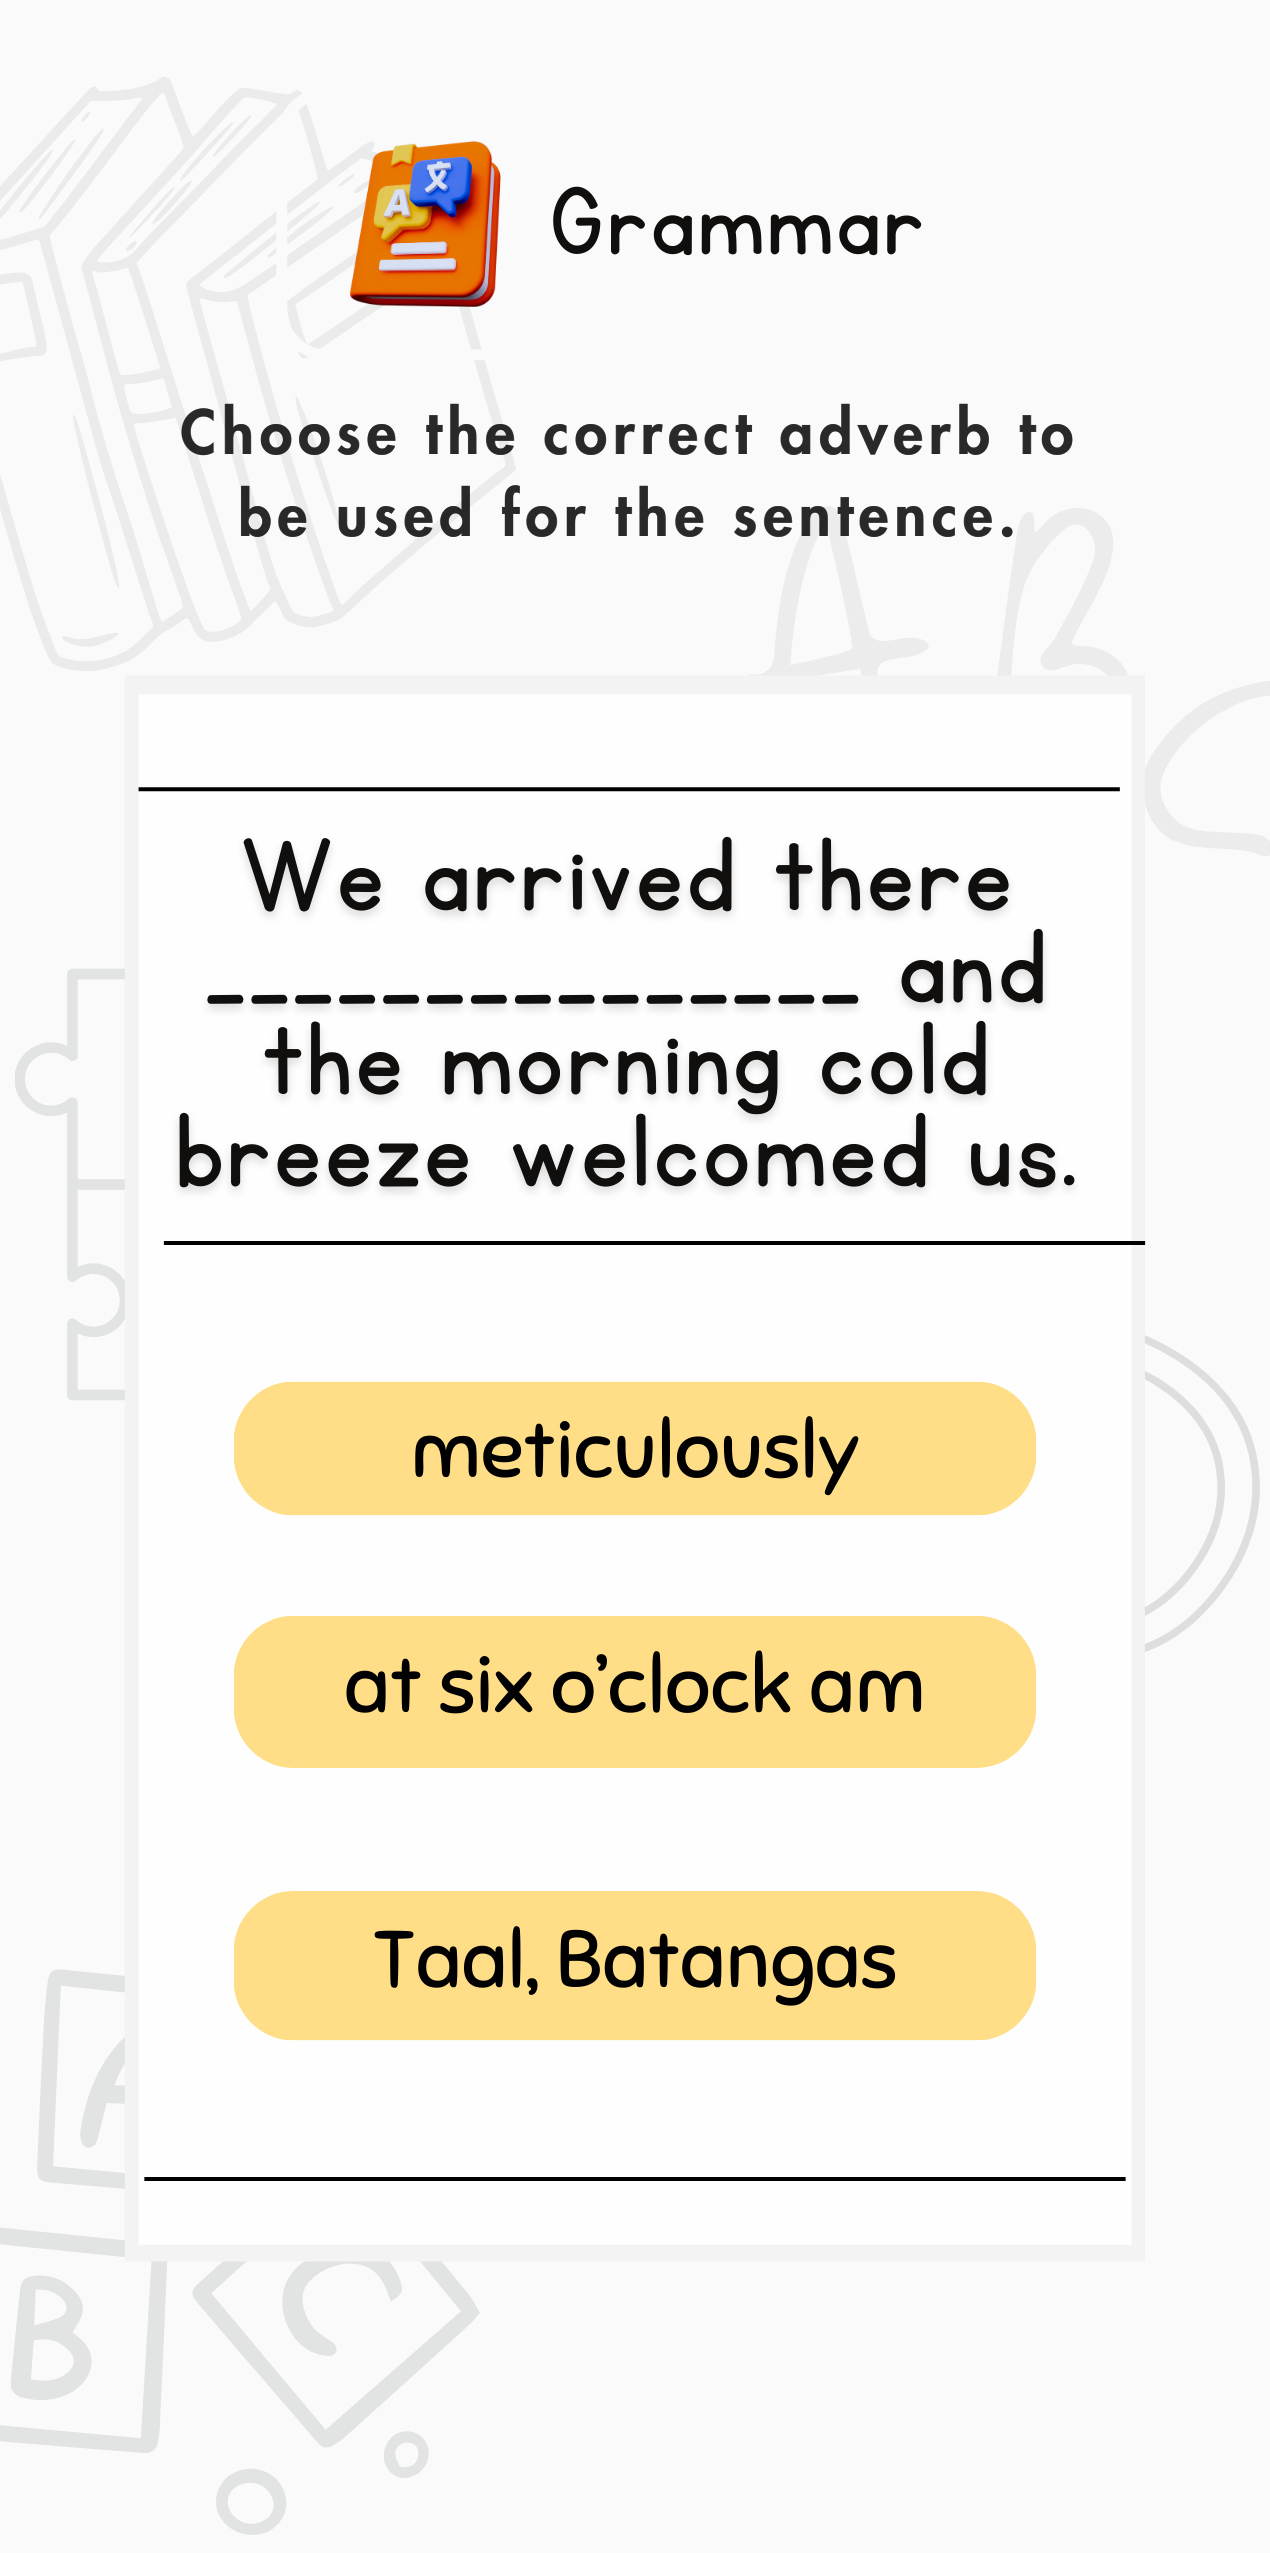 A 文
Grammar
Choose the correct adverb to
be used for the sentence.
A B C
We arrived there
_______________ and
the morning cold
breeze welcomed us.
meticulously
at six o’clock am
Taal, Batangas
A
B C